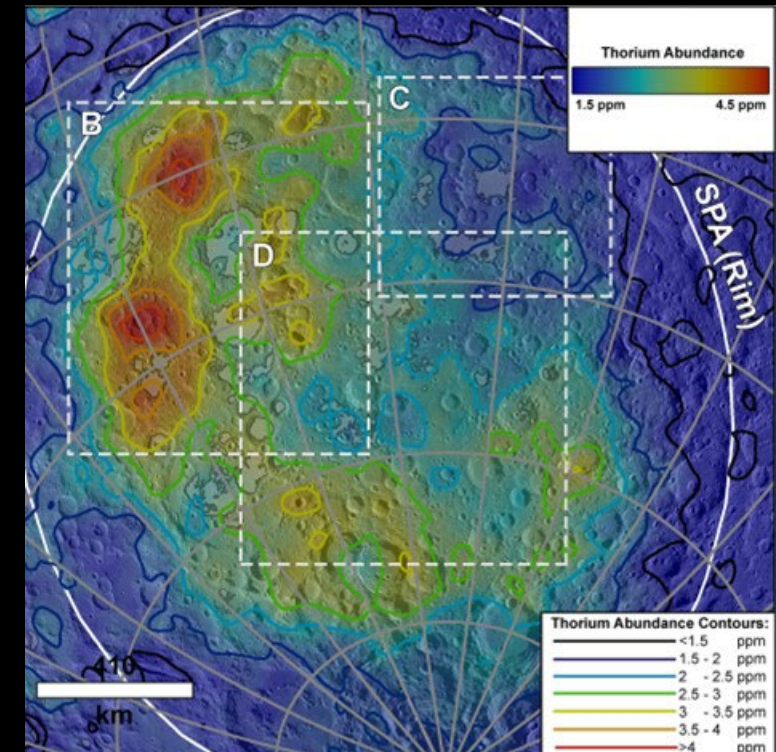 Thorium Abundance
1.5 ppm 4.5 ppm
B
C
D
SPA (Rim)
410
km
Thorium Abundance Contours:
<1.5 ppm
1.5 - 2 ppm
2 - 2.5 ppm
2.5 - 3 ppm
3 - 3.5 ppm
3.5 - 4 ppm
>4 ppm